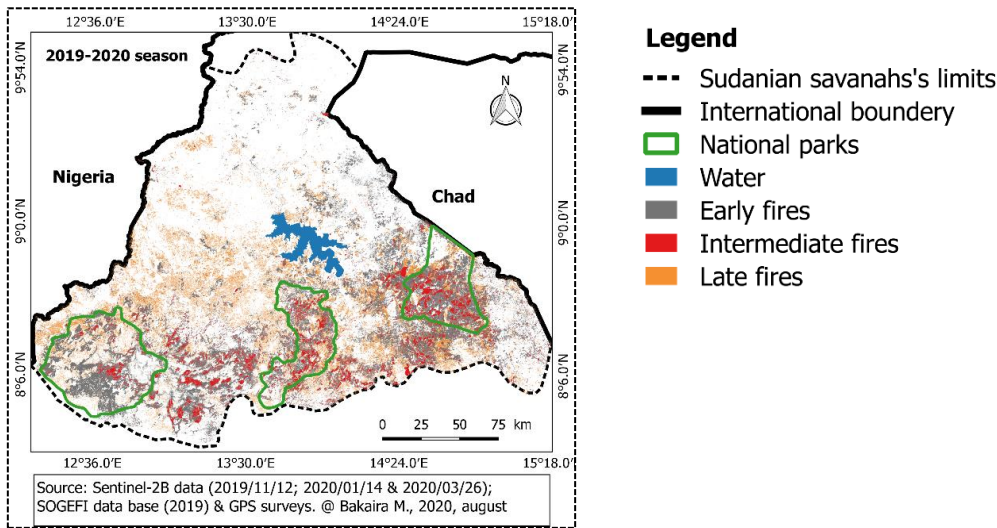 12°36.0′E 13°30.0′E 14°24.0′E 15°18.0′
2019-2020 season
9°54.0′N
9°54.0′N
N
Nigeria
Chad
9°0.0′N
9°0.0′N
8°6.0′N
8°6.0′N
0 25 50 75 km
12°36.0′E 13°30.0′E 14°24.0′E 15°18.0′
Source: Sentinel-2B data (2019/11/12; 2020/01/14 & 2020/03/26);
SOGEFI data base (2019) & GPS surveys. @ Bakaira M., 2020, august
Legend
Sudanian savanahs's limits
International boundery
National parks
Water
Early fires
Intermediate fires
Late fires